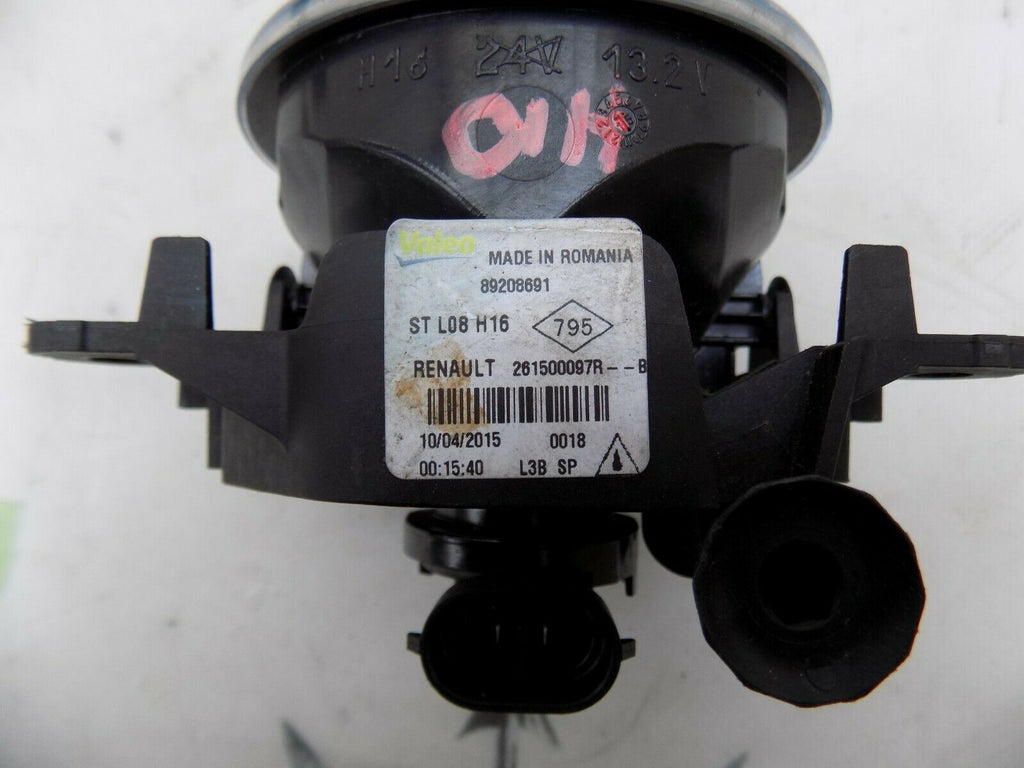 H16 24V 13.2V
Valeo MADE IN ROMANIA
89208691
ST L08 H16 795
RENAULT 261500097R--B
10/04/2015 0018
00:15:40 L3B SP